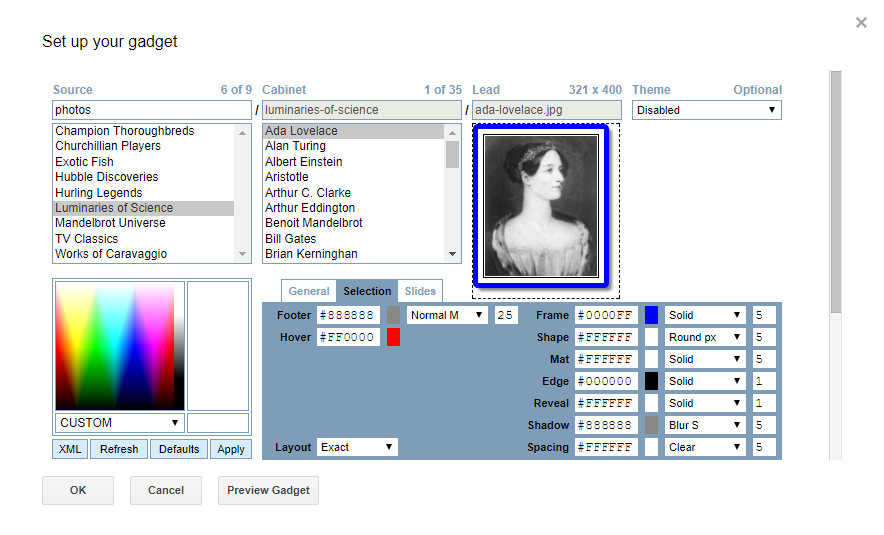 ×
Set up your gadget
Source 6 of 9 Cabinet 1 of 35 Lead 321 x 400 Theme Optional
photos / luminaries-of-science / ada-lovelace.jpg Disabled
Champion Thoroughbreds
Churchillian Players
Exotic Fish
Hubble Discoveries
Hurling Legends
Luminaries of Science
Mandelbrot Universe
TV Classics
Works of Caravaggio
Ada Lovelace
Alan Turing
Albert Einstein
Aristotle
Arthur C. Clarke
Arthur Eddington
Benoit Mandelbrot
Bill Gates
Brian Kerninghan
CUSTOM
XML Refresh Defaults Apply
General Selection Slides
Footer #888888 Normal M 25 Frame #0000FF Solid 5
Hover #FF0000 Shape #FFFFFF Round px 5
Mat #FFFFFF Solid 5
Edge #000000 Solid 1
Reveal #FFFFFF Solid 1
Shadow #888888 Blur S 5
Layout Exact Spacing #FFFFFF Clear 5
OK Cancel Preview Gadget